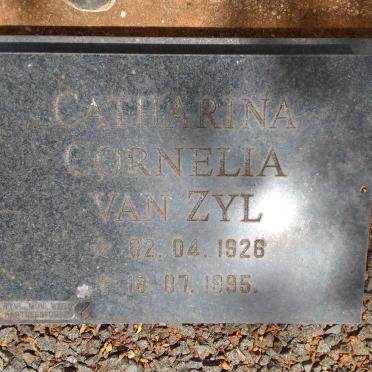 CATHARINA
CORNELIA
VAN ZYL
* 02. 04. 1926
† 18. 07. 1995.